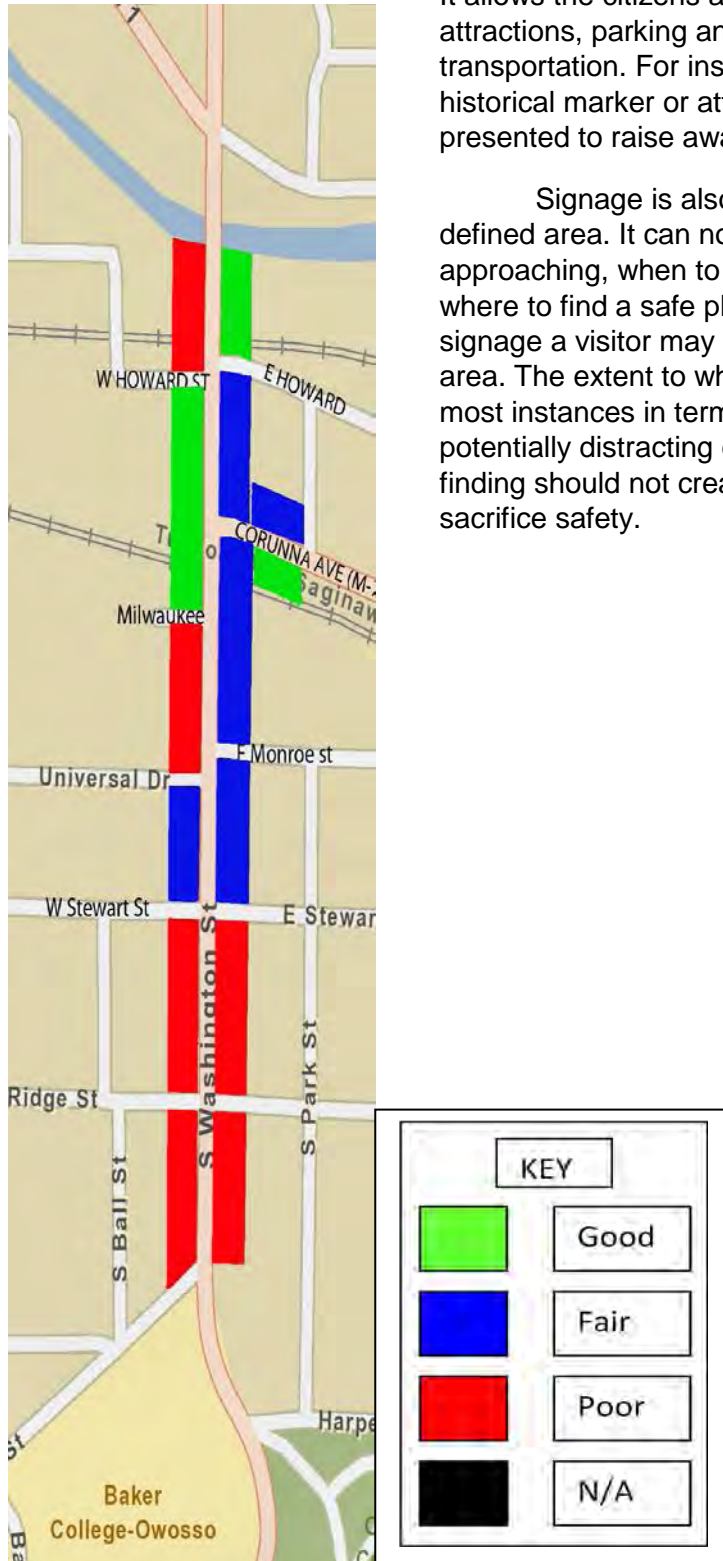 It allows the citizens a
attractions, parking an
transportation. For ins
historical marker or att
presented to raise awa
Signage is also
defined area. It can no
approaching, when to
where to find a safe pl
signage a visitor may
area. The extent to wh
most instances in term
potentially distracting
finding should not crea
sacrifice safety.
1
W HOWARD ST
E HOWARD
CORUNNA AVE (M-
Saginaw
Milwaukee
E Monroe st
Universal Dr
W Stewart St
E Stewar
S Washington St
S Park St
Ridge St
S Ball St
Harpe
St
Baker
College-Owosso
Ba
KEY
Good
Fair
Poor
N/A